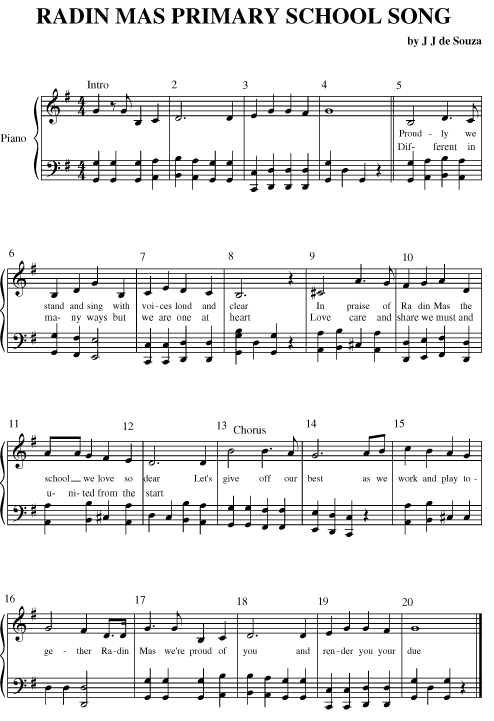 RADIN MAS PRIMARY SCHOOL SONG
by J J de Souza
Intro 2 3 4 5
Piano
Proud - ly we
Dif- ferent in
6 7 8 9 10
stand and sing with voi - ces loud and clear In praise of Ra din Mas the
ma - ny ways but we are one at heart Love care and share we must and
11 12 13 Chorus 14 15
school we love so dear Let's give off our best as we work and play to -
u - ni - ted from the start
16 17 18 19 20
ge - ther Ra-din Mas we're proud of you and ren - der you your due